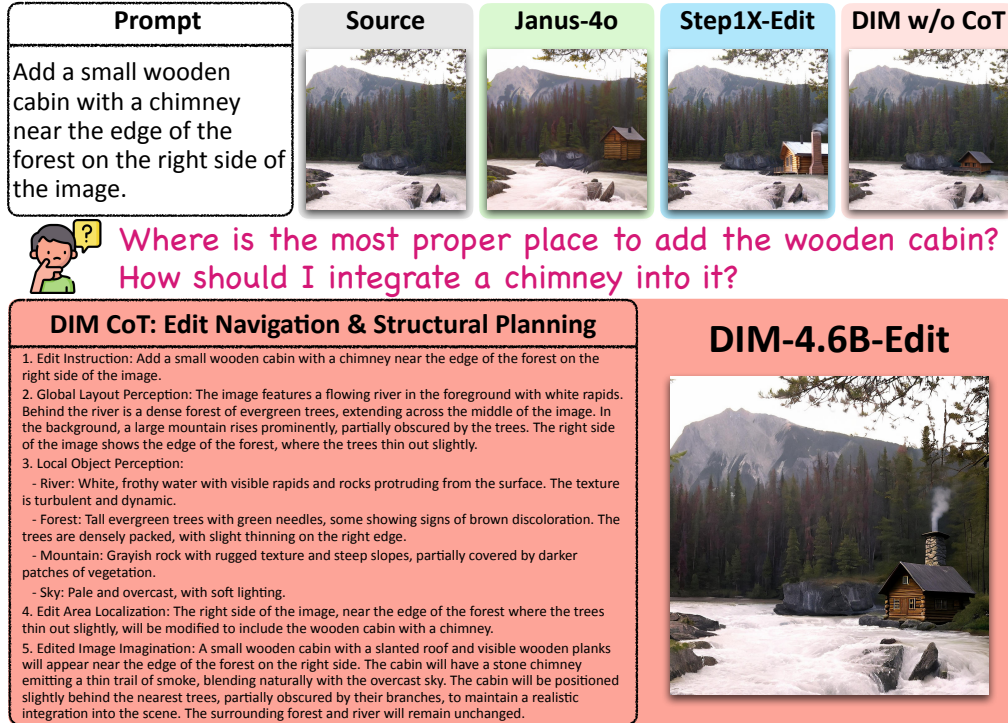 Prompt
Source
Janus-4o
Step1X-Edit
DIM w/o CoT
Add a small wooden
cabin with a chimney
near the edge of the
forest on the right side of
the image.
?
Where is the most proper place to add the wooden cabin?
How should I integrate a chimney into it?
DIM CoT: Edit Navigation & Structural Planning
1. Edit Instruction: Add a small wooden cabin with a chimney near the edge of the forest on the
right side of the image.
2. Global Layout Perception: The image features a flowing river in the foreground with white rapids.
Behind the river is a dense forest of evergreen trees, extending across the middle of the image. In
the background, a large mountain rises prominently, partially obscured by the trees. The right side
of the image shows the edge of the forest, where the trees thin out slightly.
3. Local Object Perception:
- River: White, frothy water with visible rapids and rocks protruding from the surface. The texture
is turbulent and dynamic.
- Forest: Tall evergreen trees with green needles, some showing signs of brown discoloration. The
trees are densely packed, with slight thinning on the right edge.
- Mountain: Grayish rock with rugged texture and steep slopes, partially covered by darker
patches of vegetation.
- Sky: Pale and overcast, with soft lighting.
4. Edit Area Localization: The right side of the image, near the edge of the forest where the trees
thin out slightly, will be modified to include the wooden cabin with a chimney.
5. Edited Image Imagination: A small wooden cabin with a slanted roof and visible wooden planks
will appear near the edge of the forest on the right side. The cabin will have a stone chimney
emitting a thin trail of smoke, blending naturally with the overcast sky. The cabin will be positioned
slightly behind the nearest trees, partially obscured by their branches, to maintain a realistic
integration into the scene. The surrounding forest and river will remain unchanged.
DIM-4.6B-Edit